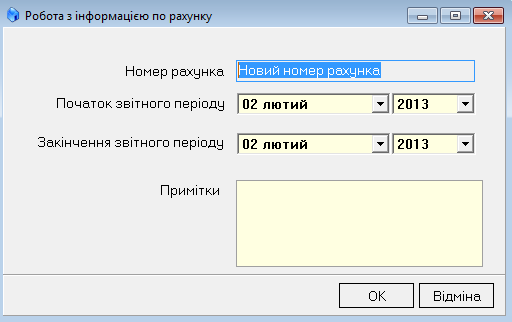 Робота з інформацією по рахунку
Номер рахунка Новий номер рахунка
Початок звітного періоду 02 лютий 2013
Закінчення звітного періоду 02 лютий 2013
Примітки
OK Відміна